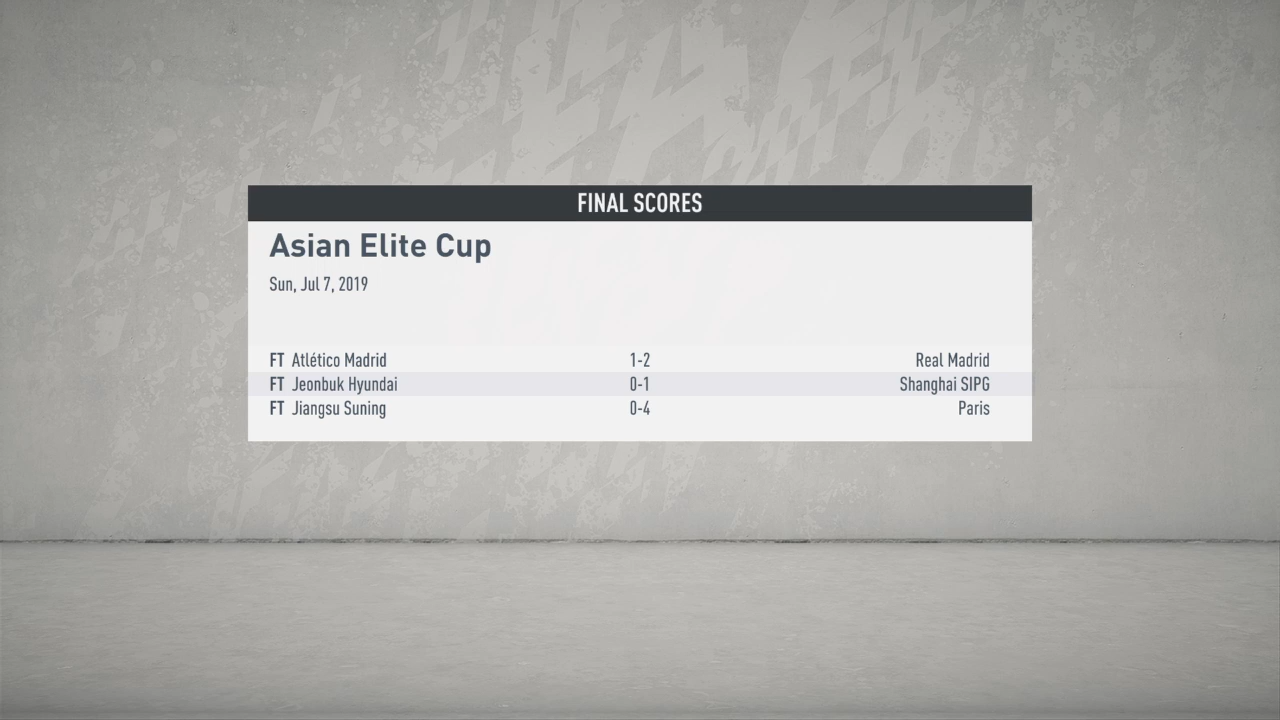 FINAL SCORES
Asian Elite Cup
Sun, Jul 7, 2019
FT Atlético Madrid 1-2 Real Madrid
FT Jeonbuk Hyundai 0-1 Shanghai SIPG
FT Jiangsu Suning 0-4 Paris